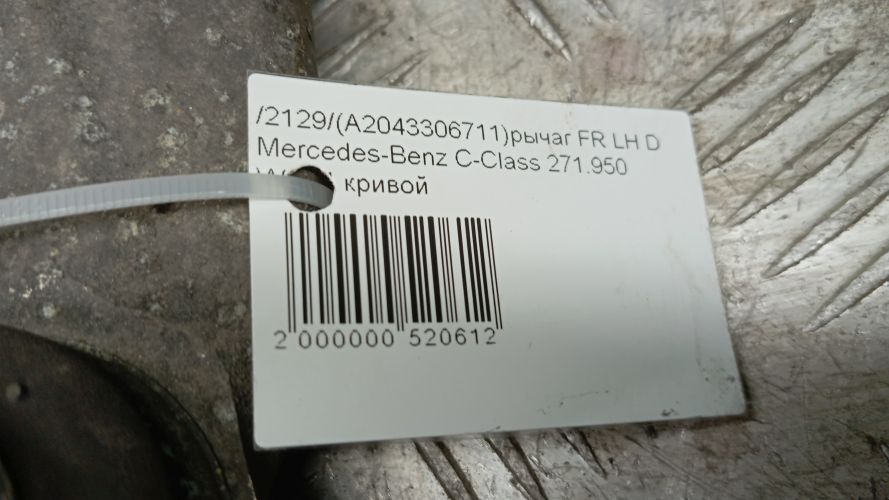 /2129/(A2043306711)рычаг FR LH D
Mercedes-Benz C-Class 271.950
кривой
2 000000 520612